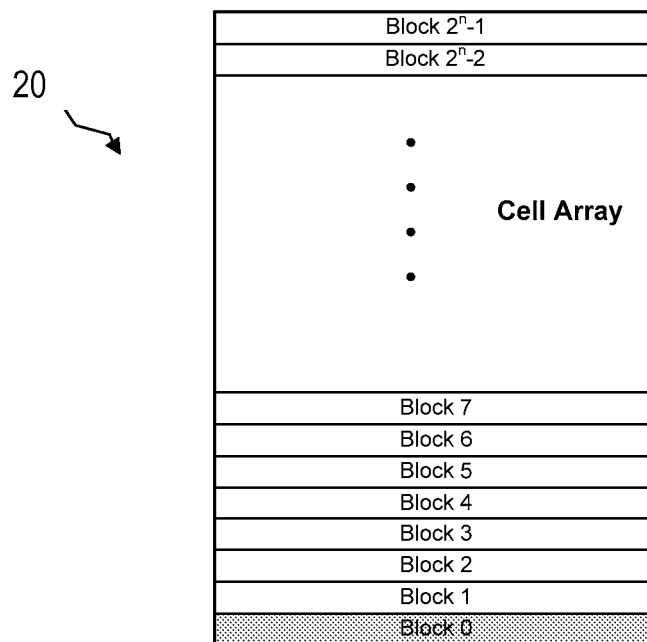 Block 2ⁿ-1
Block 2ⁿ-2
20
Cell Array
Block 7
Block 6
Block 5
Block 4
Block 3
Block 2
Block 1
Block 0